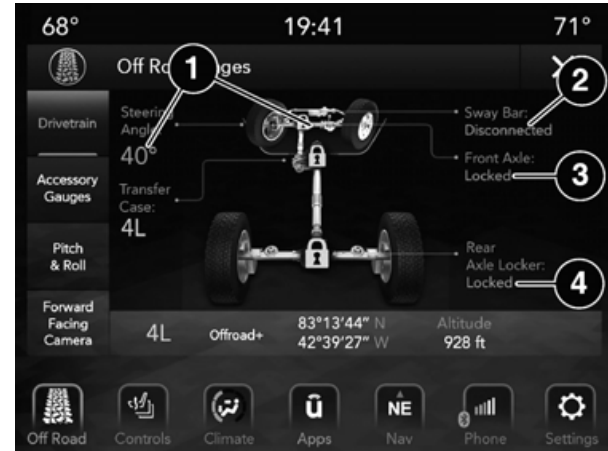 68°
19:41
71°
Off Ro
ges
1
2
3
4
Drivetrain
Accessory
Gauges
Pitch
& Roll
Forward
Facing
Camera
Steering
Angle:
40°
Transfer
Case:
4L
Sway Bar:
Disconnected
Front Axle:
Locked
Rear
Axle Locker:
Locked
4L
Offroad+
83°13'44" N
42°39'27" W
Altitude
928 ft
Off Road
Controls
Climate
Apps
NE
Nav
Phone
Settings